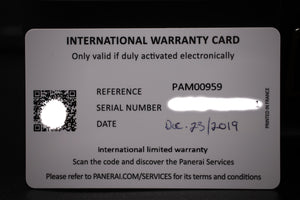 INTERNATIONAL WARRANTY CARD
Only valid if duly activated electronically
REFERENCE PAM00959
SERIAL NUMBER
DATE Dec. 23/2019
PRINTED IN FRANCE
International limited warranty
Scan the code and discover the Panerai Services
Please refer to PANERAI.COM/SERVICES for its terms and conditions